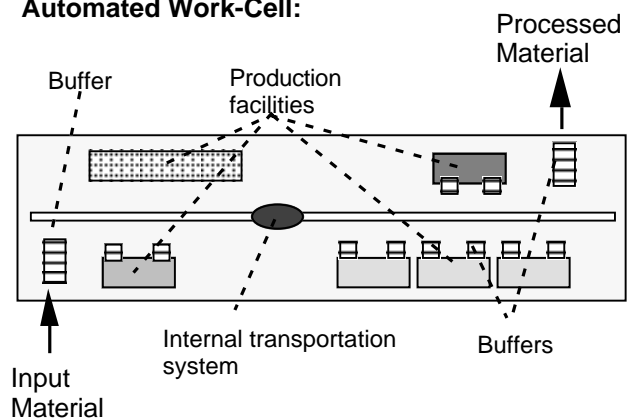 Automated Work-Cell:
Processed
Material
Buffer
Production
facilities
Internal transportation
system
Buffers
Input
Material